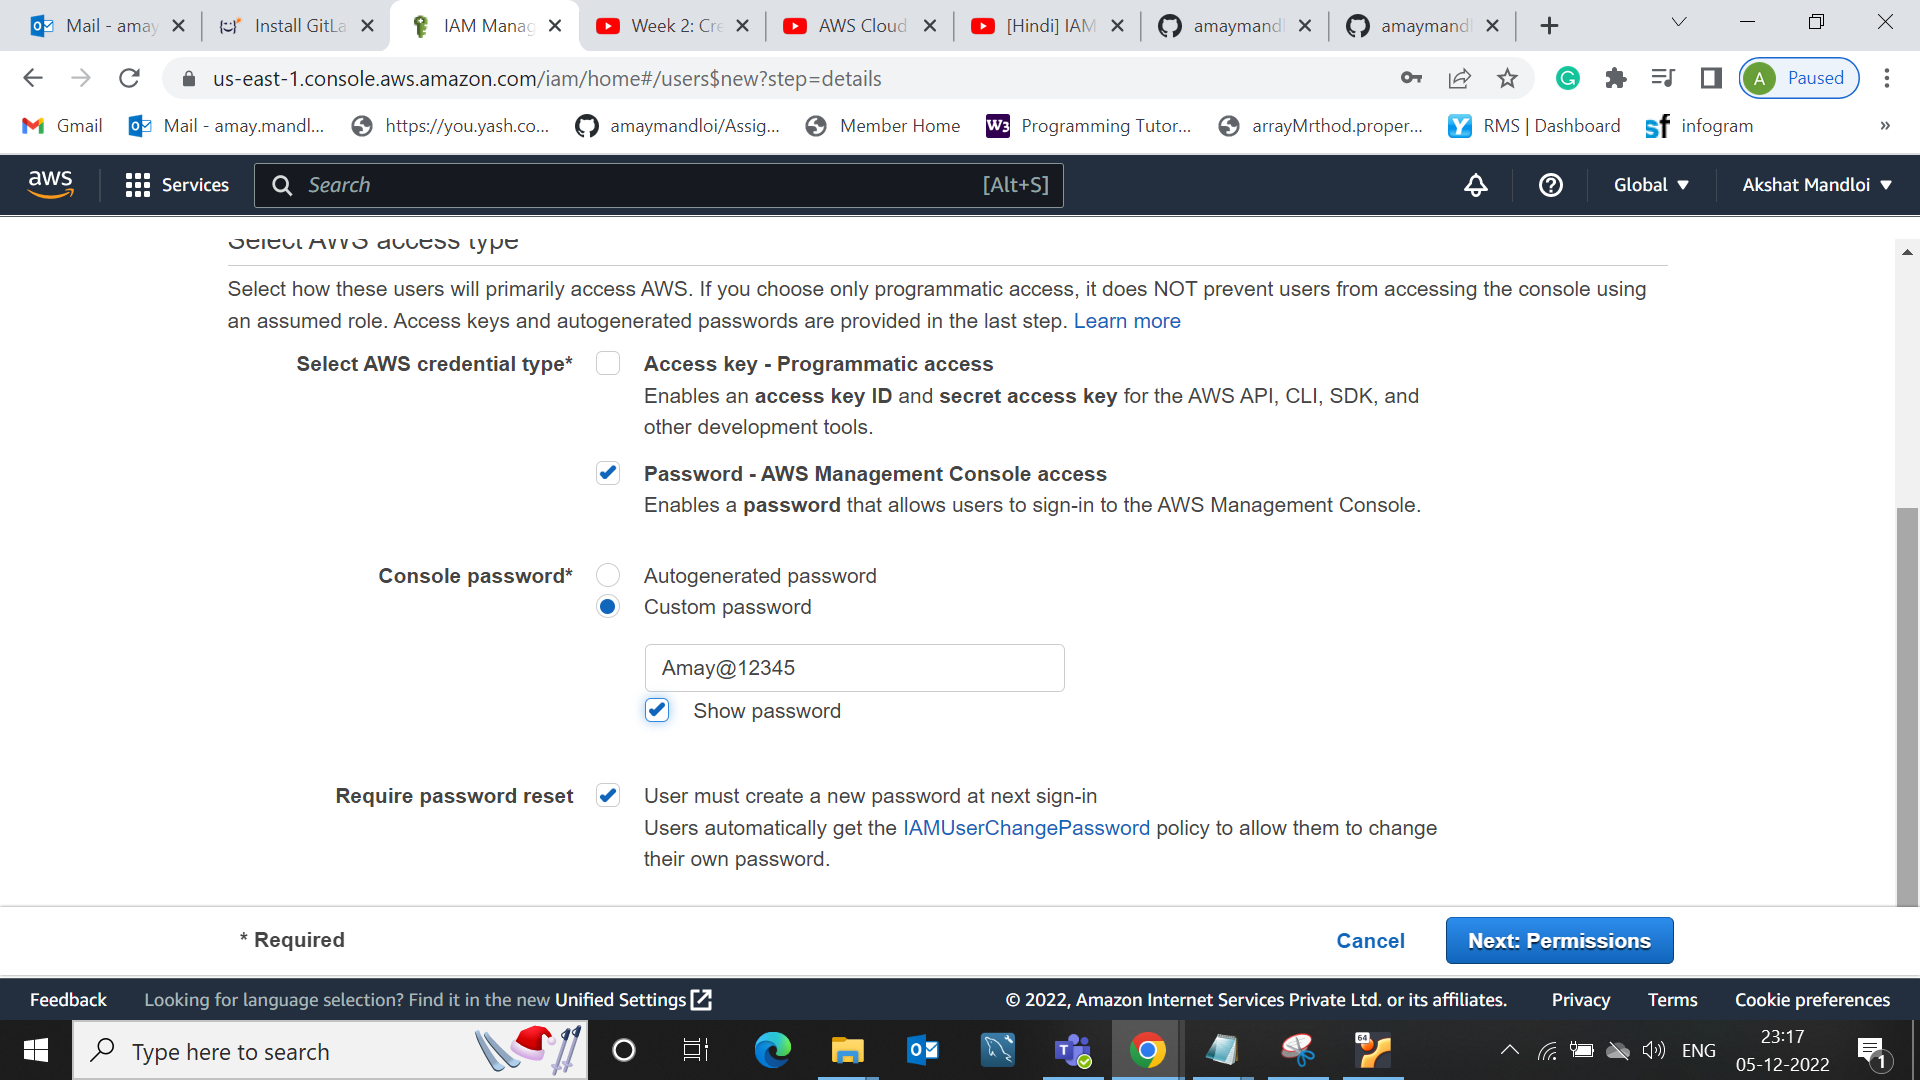 Mail - amay
Install GitLa
IAM Manag
Week 2: Cre
AWS Cloud
[Hindi] IAM
amaymandl
amaymandl
us-east-1.console.aws.amazon.com/iam/home#/users$new?step=details
A Paused
Gmail
Mail - amay.mandl...
https://you.yash.co...
amaymandloi/Assig...
Member Home
W3 Programming Tutor...
arrayMrthod.proper...
Y RMS | Dashboard
sf infogram
»
aws
Services
Search [Alt+S]
Global
Akshat Mandloi
Select AWS access type
Select how these users will primarily access AWS. If you choose only programmatic access, it does NOT prevent users from accessing the console using
an assumed role. Access keys and autogenerated passwords are provided in the last step. Learn more
Select AWS credential type*
Access key - Programmatic access
Enables an access key ID and secret access key for the AWS API, CLI, SDK, and
other development tools.
Password - AWS Management Console access
Enables a password that allows users to sign-in to the AWS Management Console.
Console password*
Autogenerated password
Custom password
Amay@12345
Show password
Require password reset
User must create a new password at next sign-in
Users automatically get the IAMUserChangePassword policy to allow them to change
their own password.
* Required
Cancel
Next: Permissions
Feedback
Looking for language selection? Find it in the new Unified Settings
© 2022, Amazon Internet Services Private Ltd. or its affiliates.
Privacy
Terms
Cookie preferences
Type here to search
64
ENG
23:17
05-12-2022
1